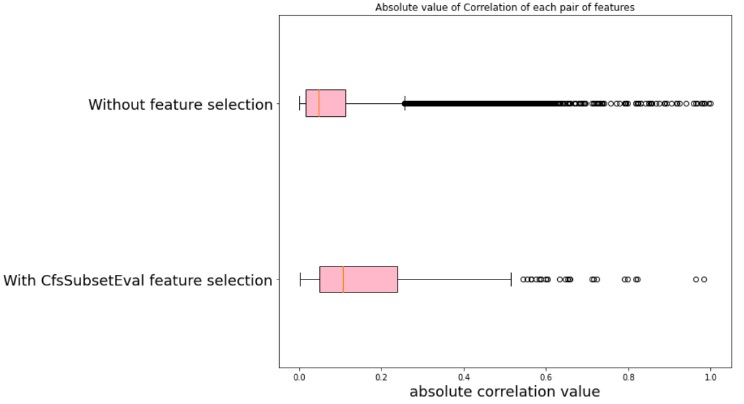 Absolute value of Correlation of each pair of features
Without feature selection
With CfsSubsetEval feature selection
0.0 0.2 0.4 0.6 0.8 1.0
absolute correlation value